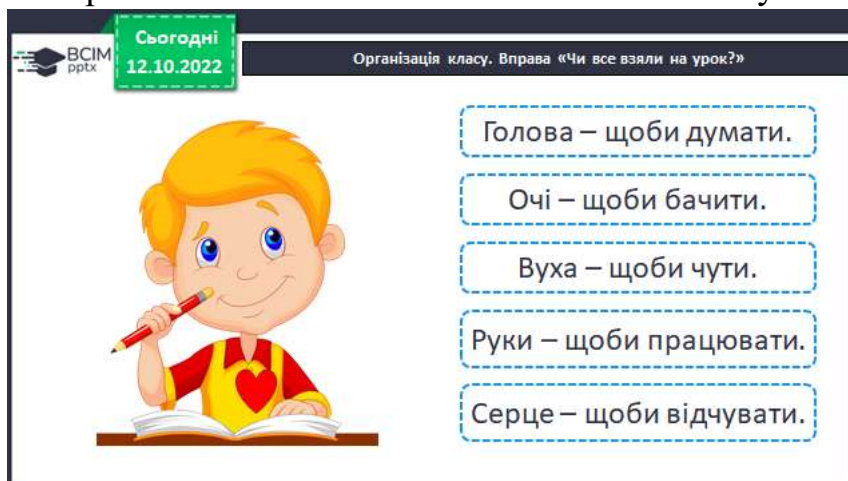 Сьогодні
12.10.2022
ВСІМ
pptx
Організація класу. Вправа «Чи все взяли на урок?»
Голова – щоби думати.
Очі – щоби бачити.
Вуха – щоби чути.
Руки – щоби працювати.
Серце – щоби відчувати.